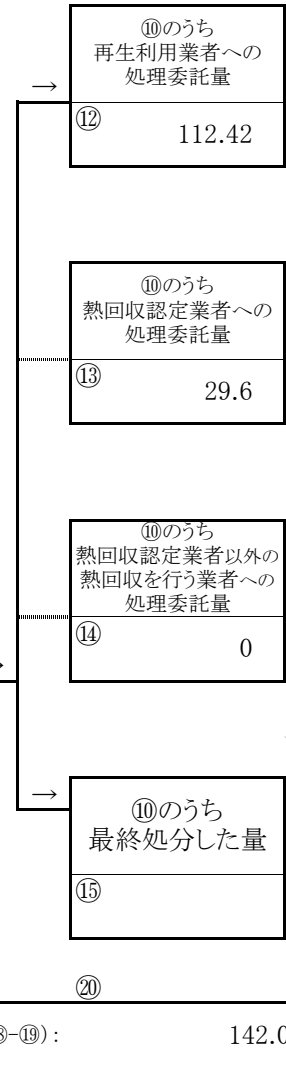 ⑩のうち
再生利用業者への
処理委託量
→
⑫
112.42
⑩のうち
熱回収認定業者への
処理委託量
⑬
29.6
⑩のうち
熱回収認定業者以外の
熱回収を行う業者への
処理委託量
⑭
0
→
⑩のうち
最終処分した量
⑮
⑳
-⑲) :
142.0